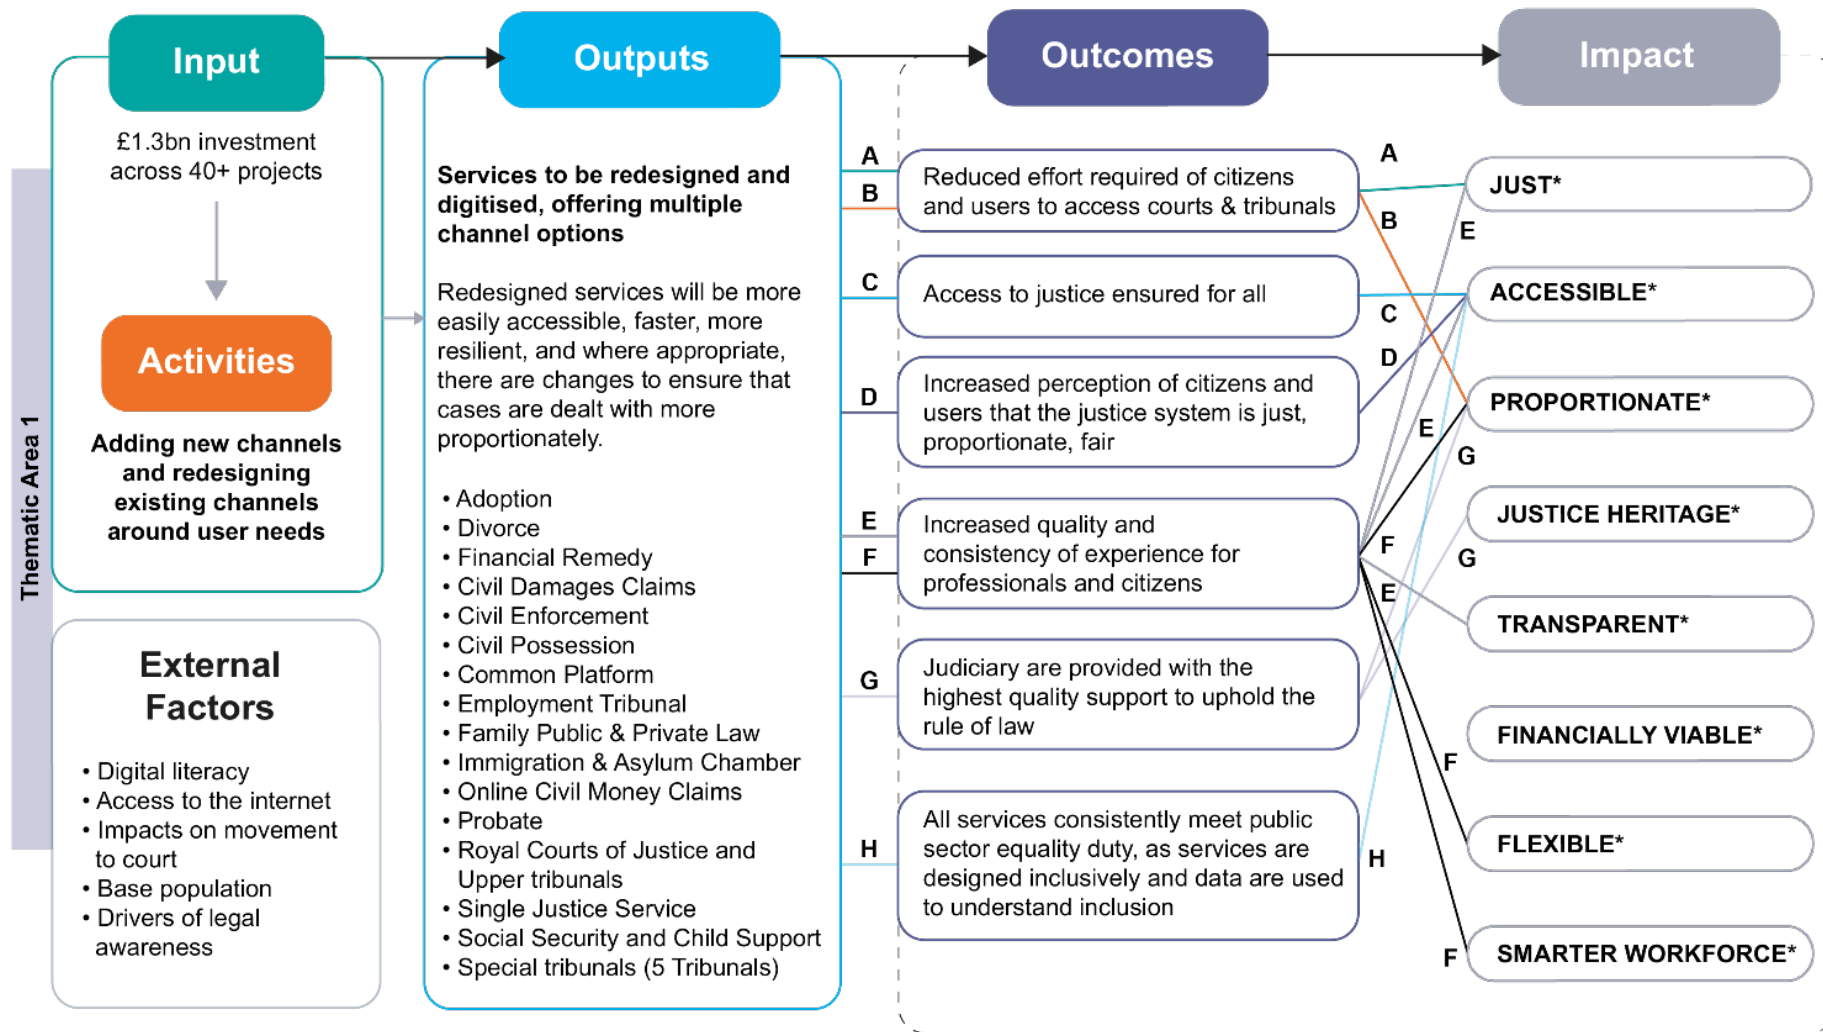 Input
Outputs
Outcomes
Impact
Thematic Area 1
£1.3bn investment
across 40+ projects
Activities
Adding new channels
and redesigning
existing channels
around user needs
External
Factors
• Digital literacy
• Access to the internet
• Impacts on movement
to court
• Base population
• Drivers of legal
awareness
Services to be redesigned and
digitised, offering multiple
channel options
Redesigned services will be more
easily accessible, faster, more
resilient, and where appropriate,
there are changes to ensure that
cases are dealt with more
proportionately.
• Adoption
• Divorce
• Financial Remedy
• Civil Damages Claims
• Civil Enforcement
• Civil Possession
• Common Platform
• Employment Tribunal
• Family Public & Private Law
• Immigration & Asylum Chamber
• Online Civil Money Claims
• Probate
• Royal Courts of Justice and
Upper tribunals
• Single Justice Service
• Social Security and Child Support
• Special tribunals (5 Tribunals)
A
B
C
D
E
F
G
H
Reduced effort required of citizens
and users to access courts & tribunals
Access to justice ensured for all
Increased perception of citizens and
users that the justice system is just,
proportionate, fair
Increased quality and
consistency of experience for
professionals and citizens
Judiciary are provided with the
highest quality support to uphold the
rule of law
All services consistently meet public
sector equality duty, as services are
designed inclusively and data are used
to understand inclusion
A
B
E
C
D
E
G
F
G
E
F
H
F
JUST*
ACCESSIBLE*
PROPORTIONATE*
JUSTICE HERITAGE*
TRANSPARENT*
FINANCIALLY VIABLE*
FLEXIBLE*
SMARTER WORKFORCE*